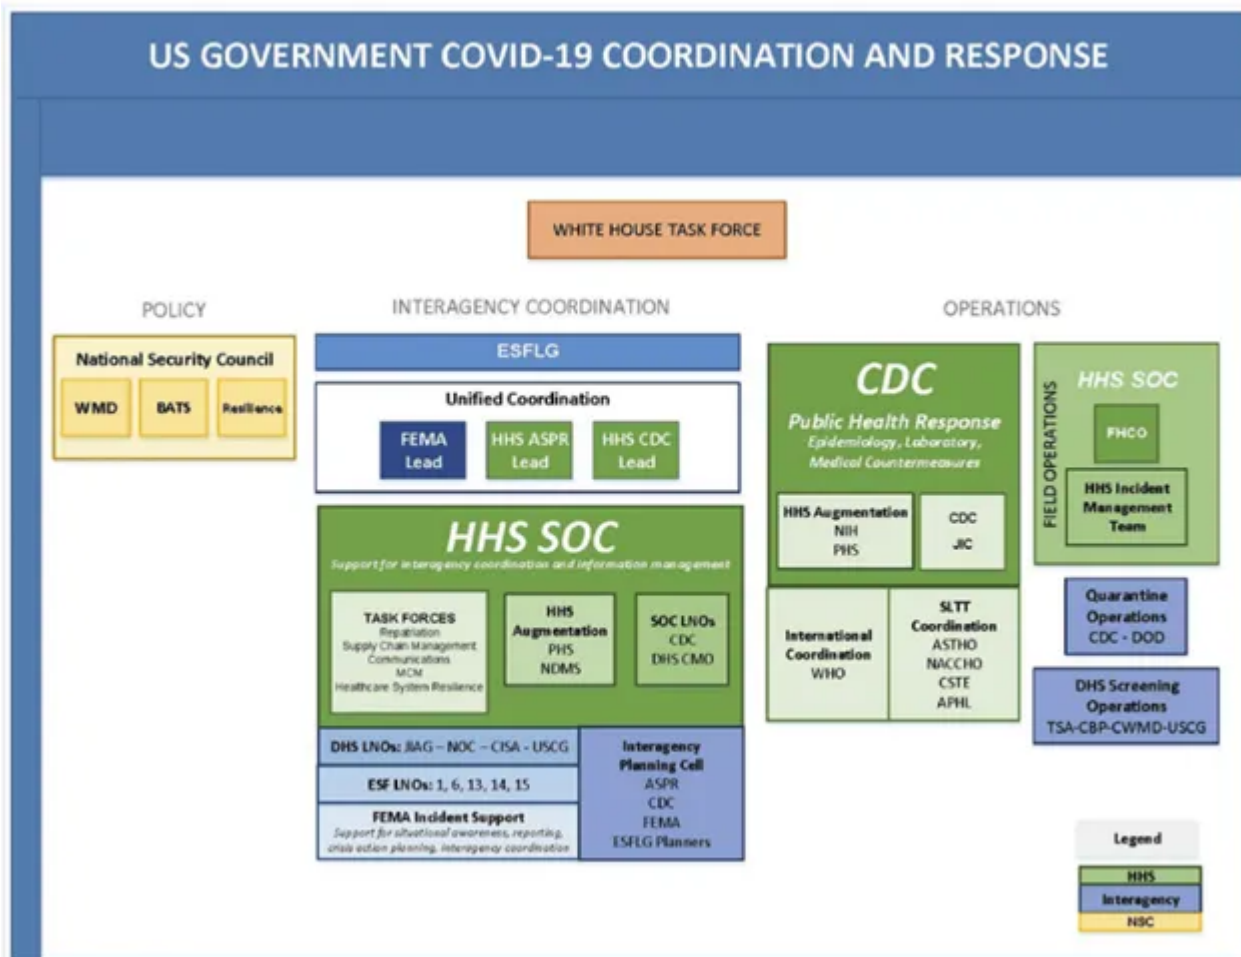 US GOVERNMENT COVID-19 COORDINATION AND RESPONSE
WHITE HOUSE TASK FORCE
POLICY
National Security Council
WMD
BATS
Resilience
INTERAGENCY COORDINATION
ESFLG
Unified Coordination
FEMA
Lead
HHS ASPR
Lead
HHS CDC
Lead
HHS SOC
Support for interagency coordination and information management
TASK FORCES
Repatriation
Supply Chain Management
Communications
MCM
Healthcare System Resilience
HHS
Augmentation
PHS
NDMS
SOC LNOs
CDC
DHS CMO
DHS LNOs: JIAG – NOC – CISA - USCG
ESF LNOs: 1, 6, 13, 14, 15
FEMA Incident Support
Support for situational awareness, reporting,
crisis action planning, interagency coordination
Interagency
Planning Cell
ASPR
CDC
FEMA
ESFLG Planners
OPERATIONS
CDC
Public Health Response
Epidemiology, Laboratory,
Medical Countermeasures
HHS Augmentation
NIH
PHS
CDC
JIC
International
Coordination
WHO
SLTT
Coordination
ASTHO
NACCHO
CSTE
APHL
FIELD OPERATIONS
HHS SOC
FHCO
HHS Incident
Management
Team
Quarantine
Operations
CDC - DOD
DHS Screening
Operations
TSA-CBP-CWMD-USCG
Legend
HHS
Interagency
NSC